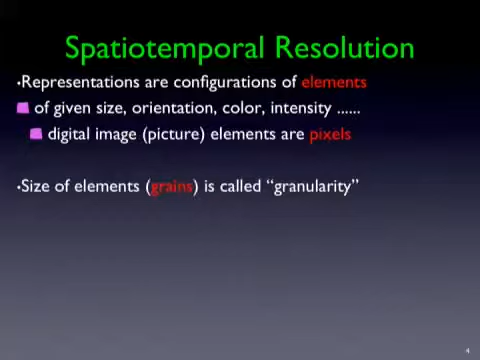 Spatiotemporal Resolution
•Representations are configurations of elements
of given size, orientation, color, intensity ......
digital image (picture) elements are pixels
•Size of elements (grains) is called “granularity”
4